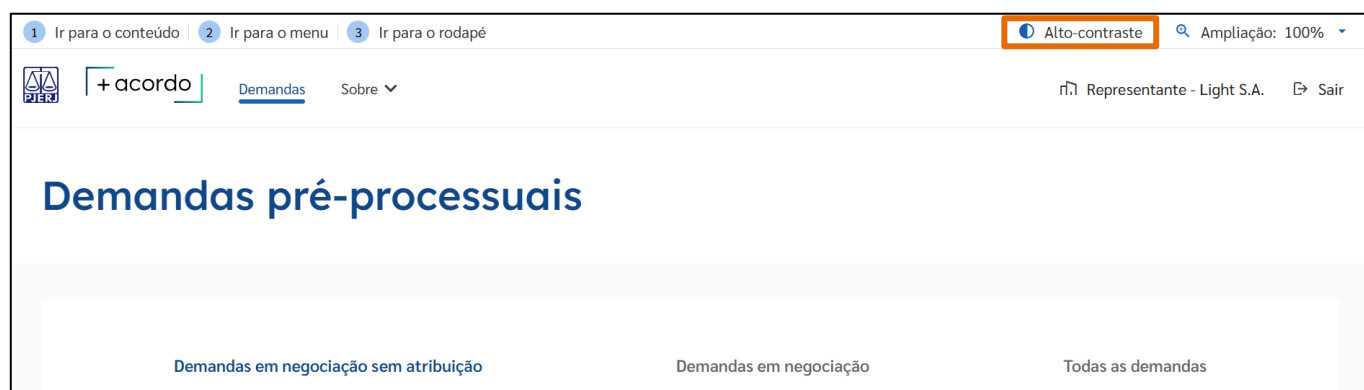 1 Ir para o conteúdo 2 Ir para o menu 3 Ir para o rodapé Alto-contraste Ampliação: 100%
PJERJ +acordo Demandas Sobre Representante - Light S.A. Sair
Demandas pré-processuais
Demandas em negociação sem atribuição Demandas em negociação Todas as demandas